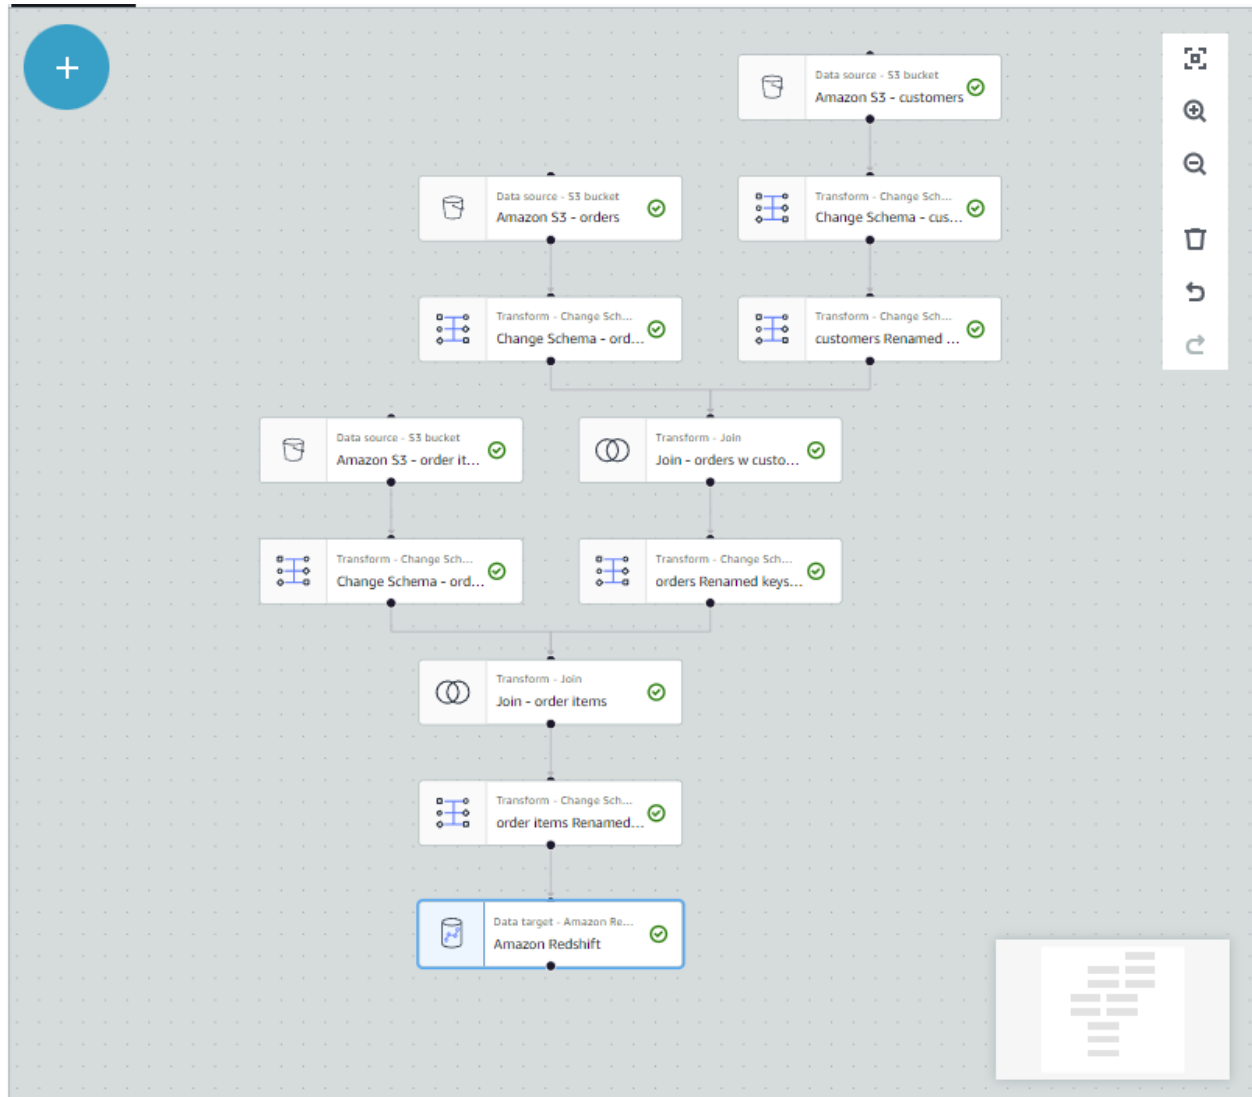 Data source - S3 bucket
Amazon S3 - customers
Data source - S3 bucket
Amazon S3 - orders
Transform - Change Sch...
Change Schema - cus...
Transform - Change Sch...
Change Schema - ord...
Transform - Change Sch...
customers Renamed ...
Data source - S3 bucket
Amazon S3 - order it...
Transform - Join
Join - orders w custo...
Transform - Change Sch...
Change Schema - ord...
Transform - Change Sch...
orders Renamed keys...
Transform - Join
Join - order items
Transform - Change Sch...
order items Renamed...
Data target - Amazon Re...
Amazon Redshift